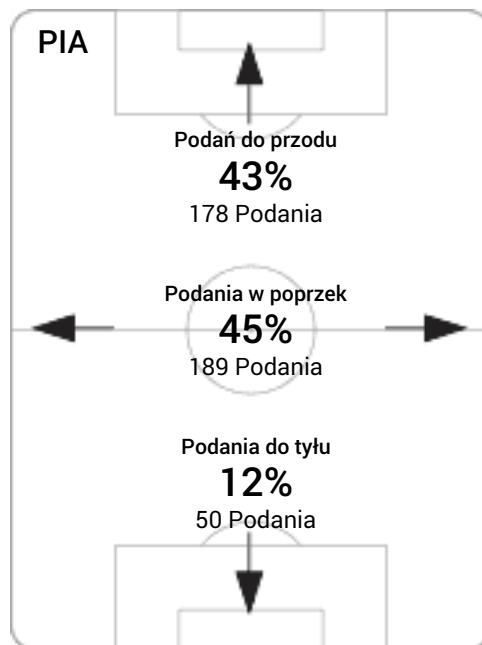 PIA
Podań do przodu
43%
178 Podania
Podania w poprzek
45%
189 Podania
Podania do tyłu
12%
50 Podania